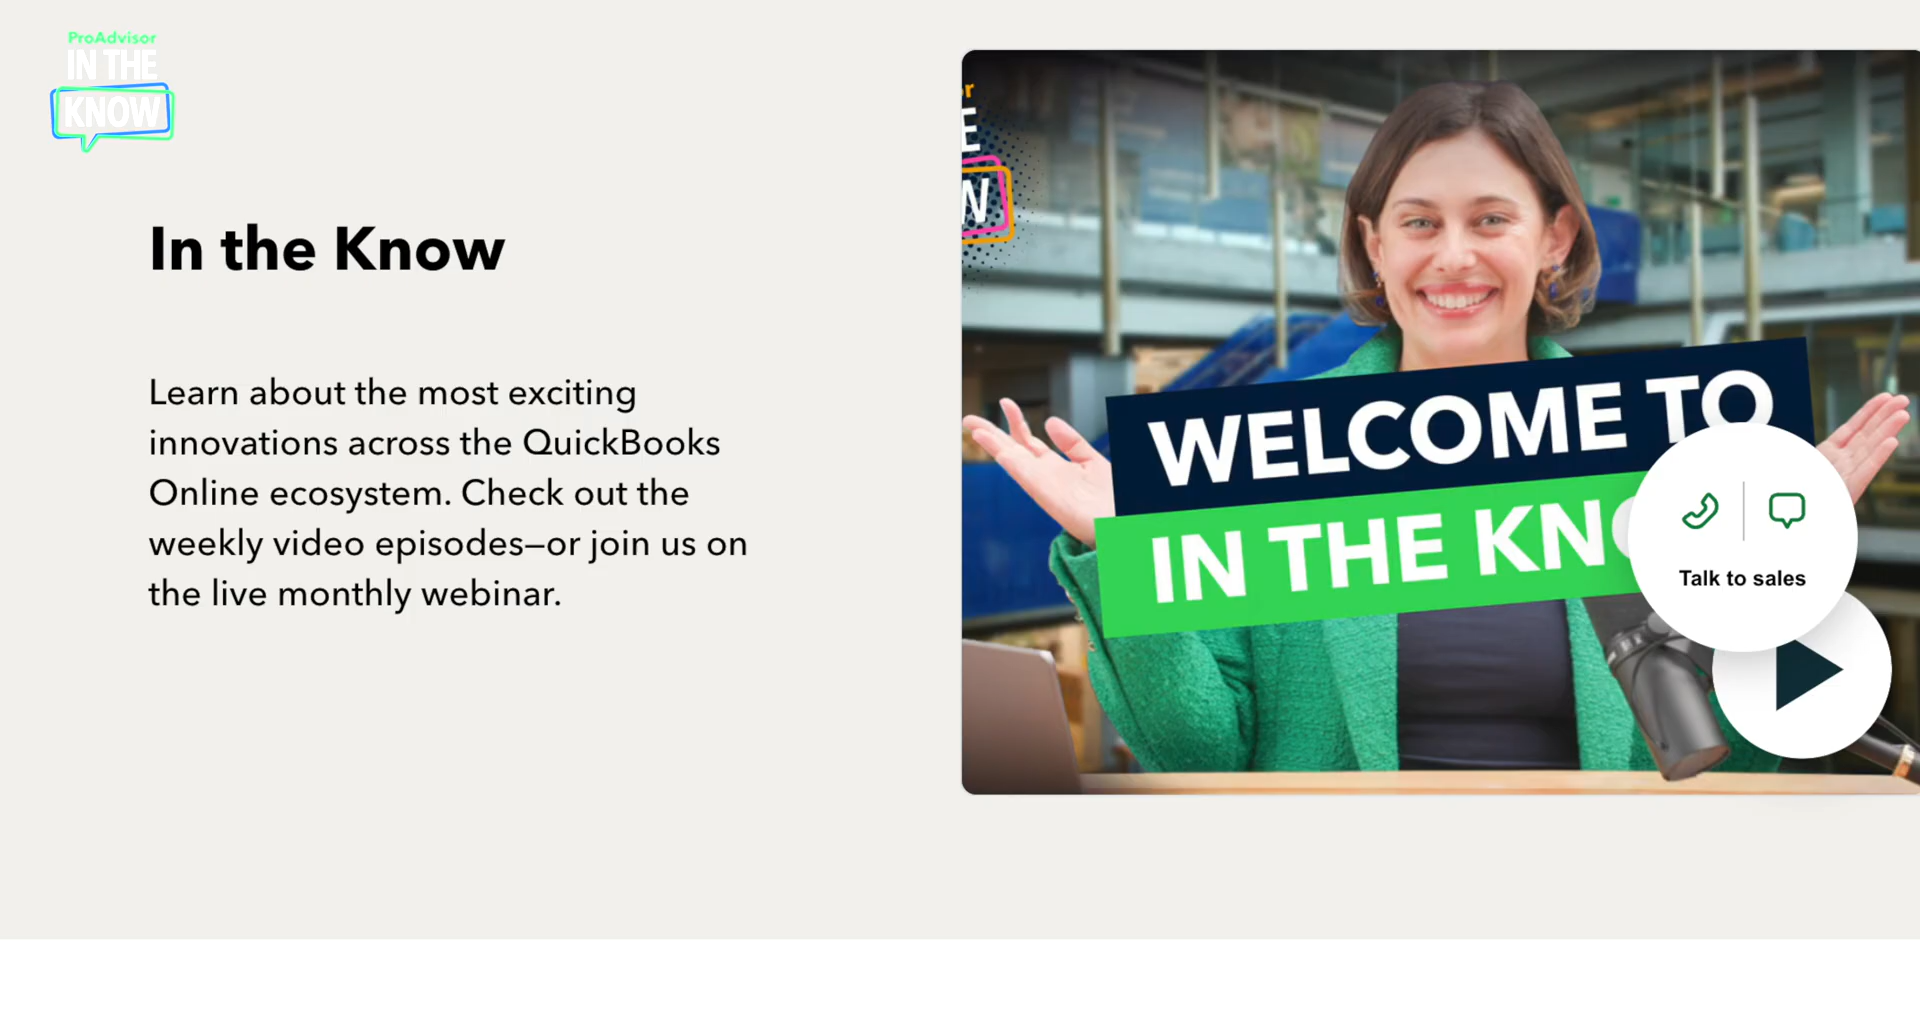 ProAdvisor
IN THE
KNOW
In the Know
Learn about the most exciting
innovations across the QuickBooks
Online ecosystem. Check out the
weekly video episodes—or join us on
the live monthly webinar.
WELCOME TO
IN THE KN
Talk to sales